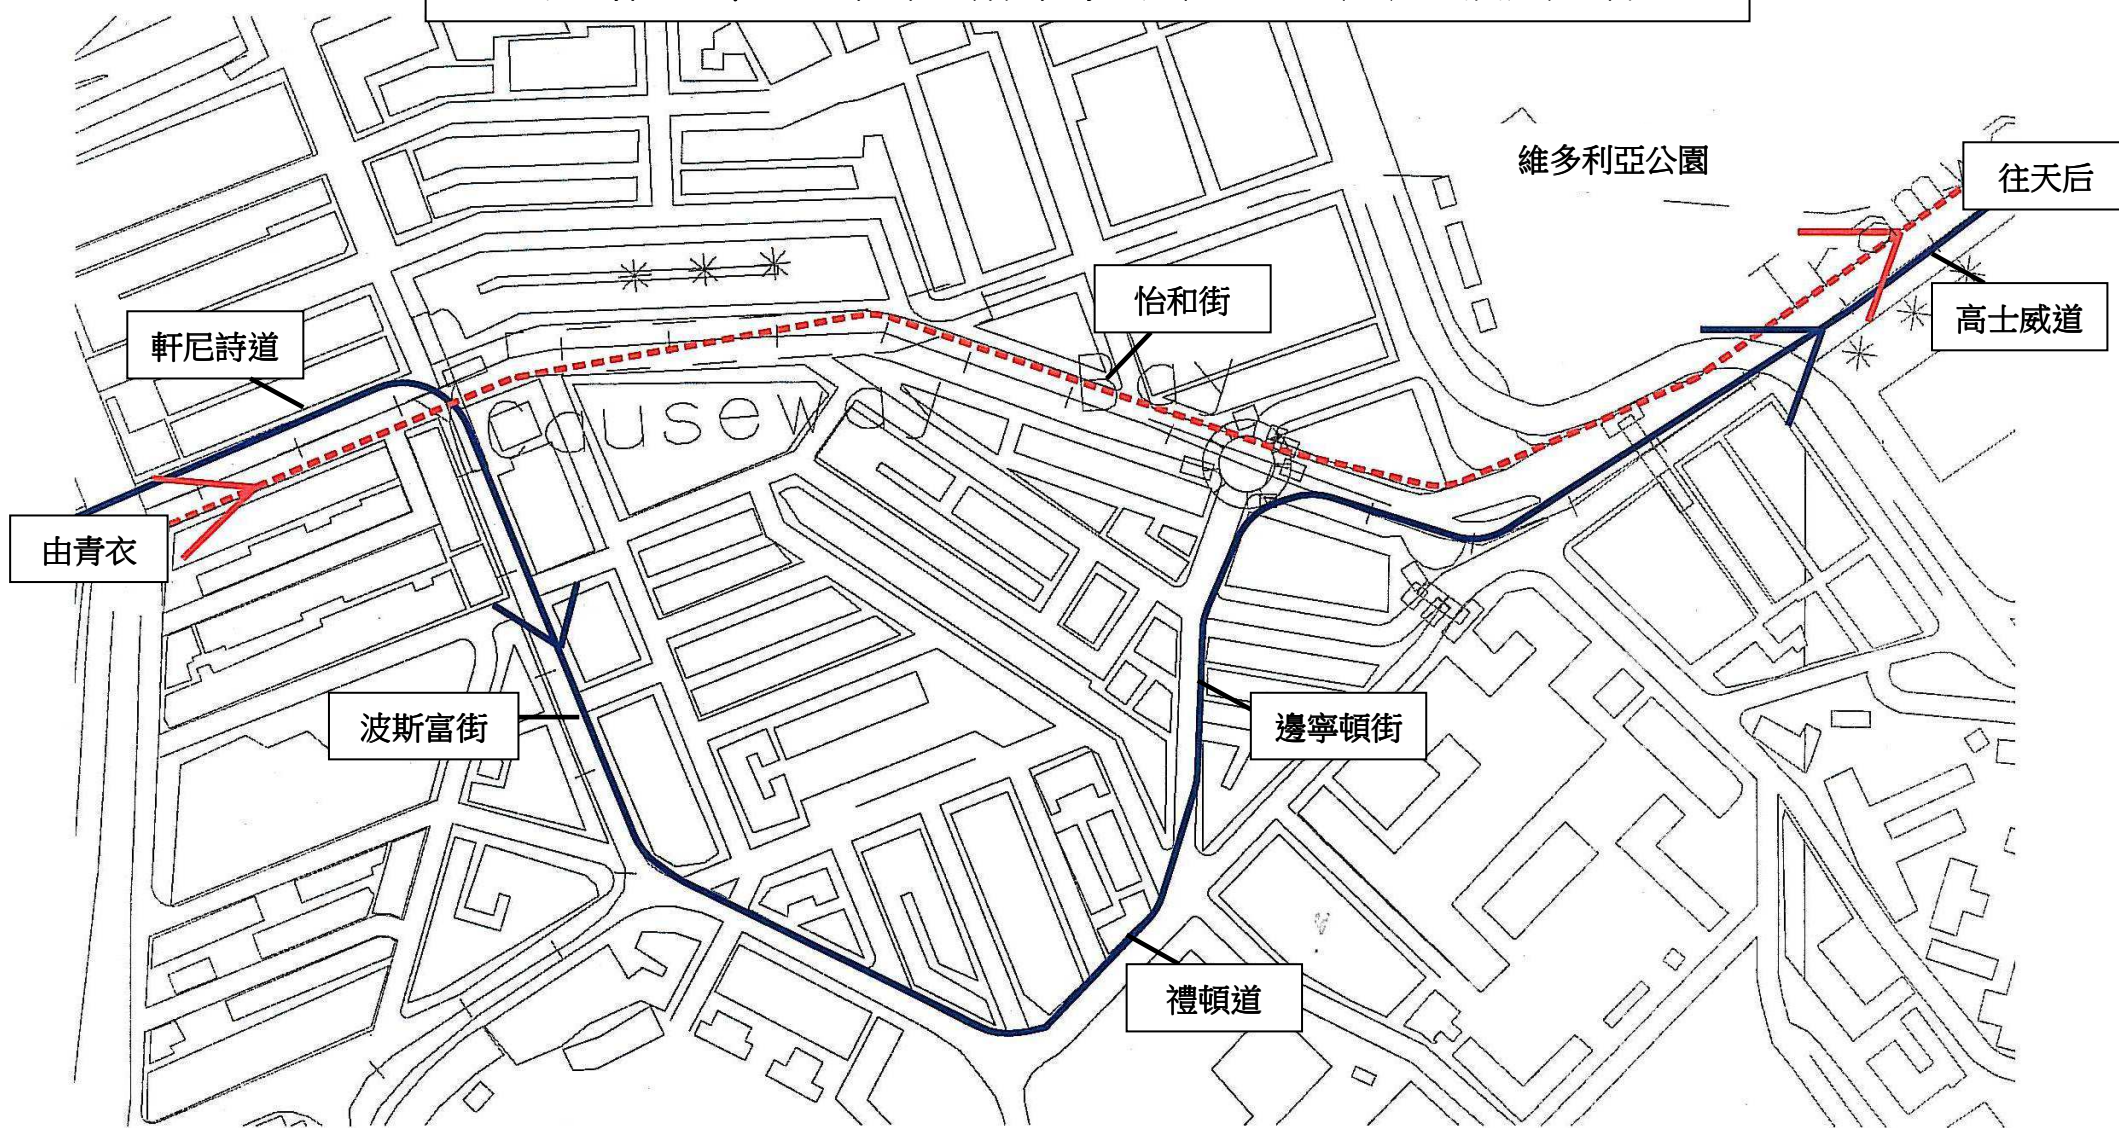 維多利亞公園
往天后
怡和街
高士威道
軒尼詩道
Causeway Bay
由青衣
波斯富街
邊寧頓街
禮頓道